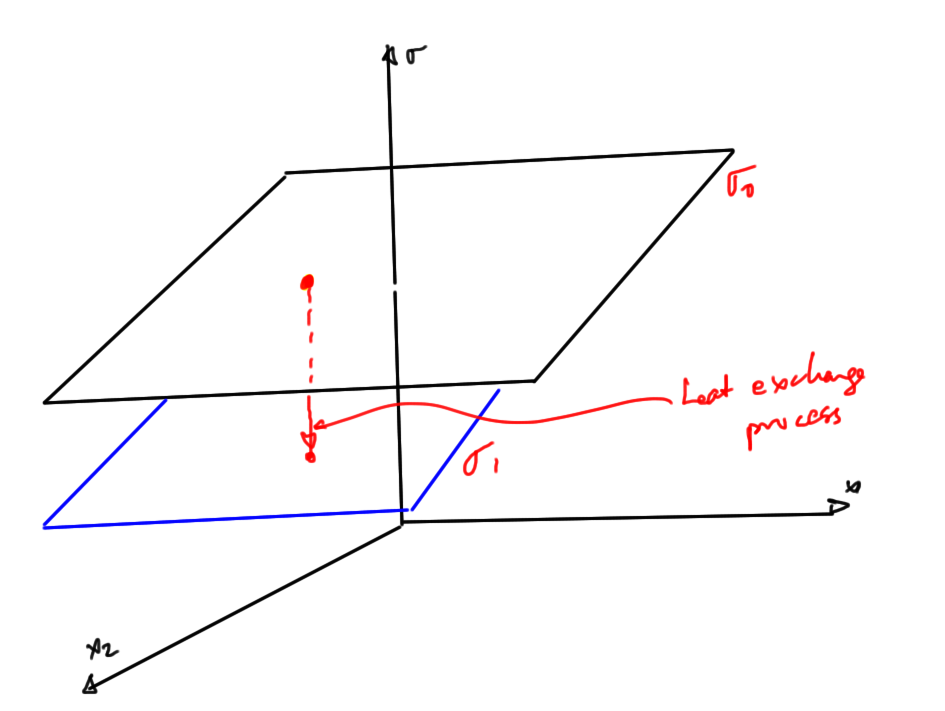 σ
σ₀
heat exchange
process
σ₁
x₂